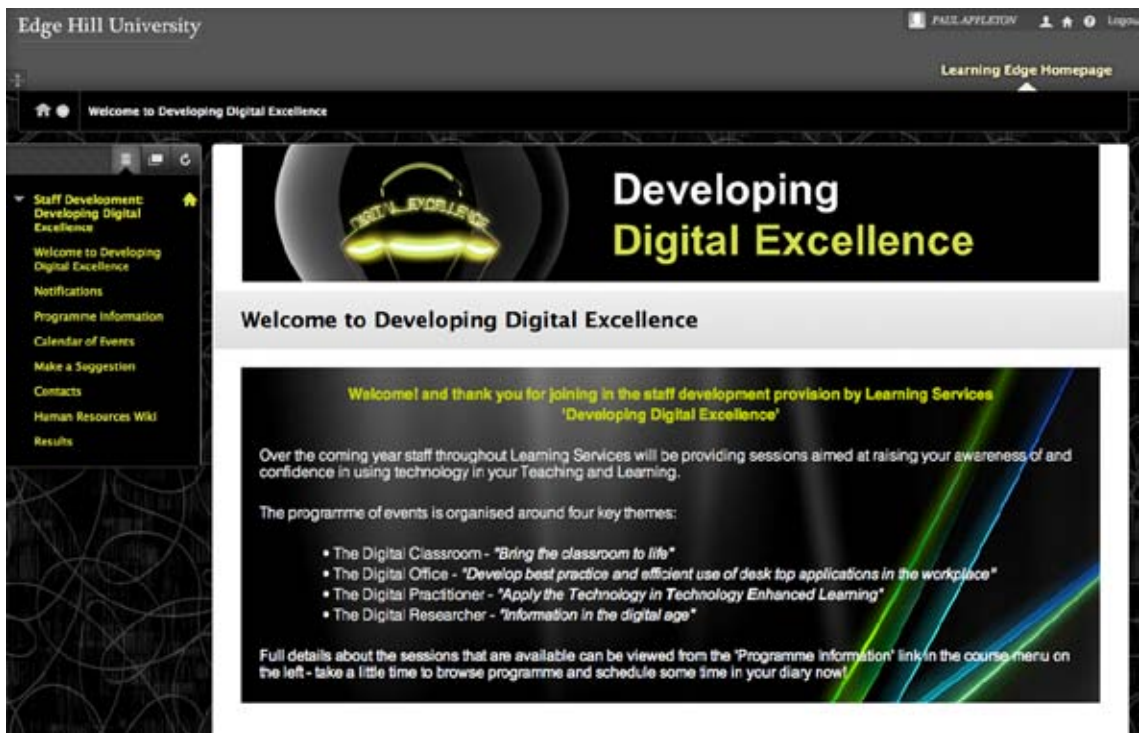 Edge Hill University
PAUL APPLETON
Learning Edge Homepage
Welcome to Developing Digital Excellence
Staff Development:
Developing Digital
Excellence
Welcome to Developing
Digital Excellence
Notifications
Programme Information
Calendar of Events
Make a Suggestion
Contacts
Human Resources Wiki
Results
DIGITAL EXCELLENCE
Developing
Digital Excellence
Welcome to Developing Digital Excellence
Welcome! and thank you for joining in the staff development provision by Learning Services
'Developing Digital Excellence'
Over the coming year staff throughout Learning Services will be providing sessions aimed at raising your awareness of and
confidence in using technology in your Teaching and Learning.
The programme of events is organised around four key themes:
• The Digital Classroom - "Bring the classroom to life"
• The Digital Office - "Develop best practice and efficient use of desk top applications in the workplace"
• The Digital Practitioner - "Apply the Technology in Technology Enhanced Learning"
• The Digital Researcher - "Information in the digital age"
Full details about the sessions that are available can be viewed from the 'Programme Information' link in the course menu on
the left - take a little time to browse programme and schedule some time in your diary now!